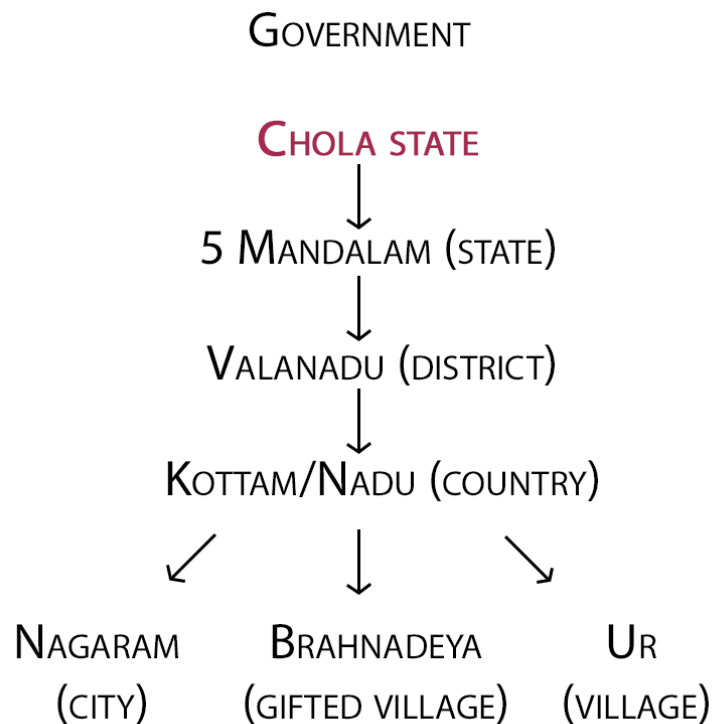 Government
Chola state
5 Mandalam (state)
Valanadu (district)
Kottam/Nadu (country)
Nagaram Brahnadeya Ur
(city) (gifted village) (village)